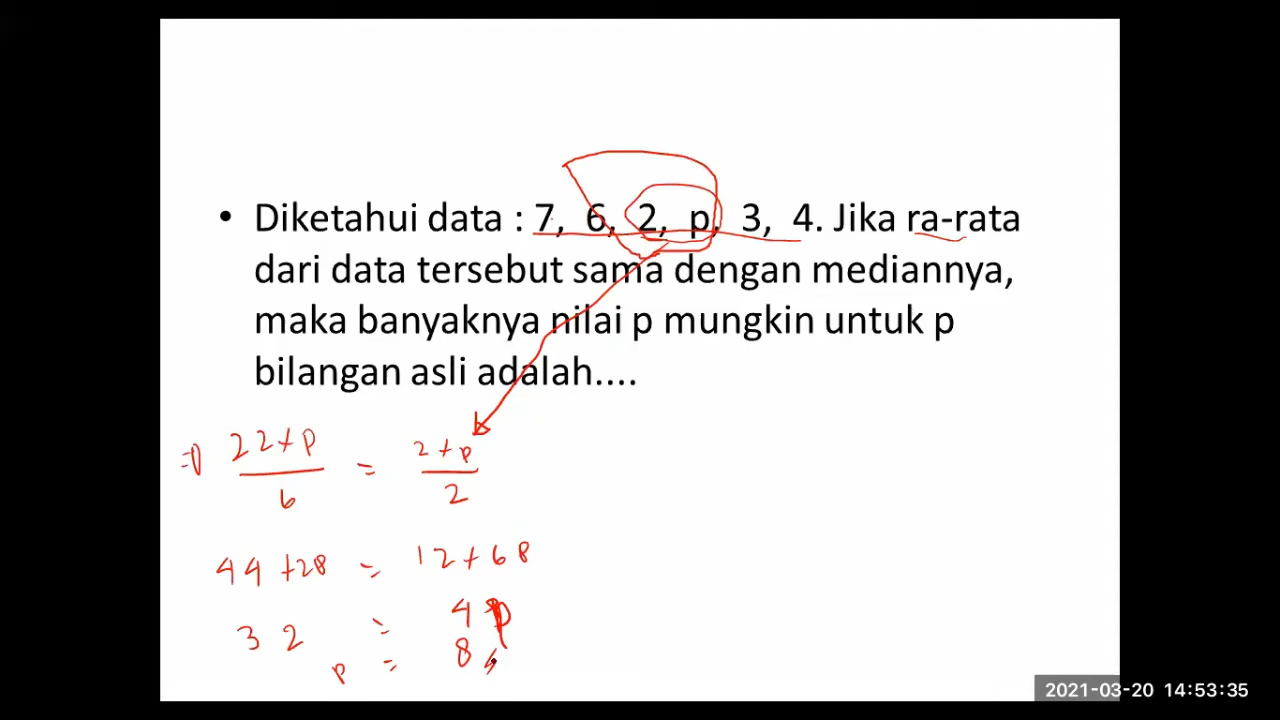 • Diketahui data : 7, 6, 2, p, 3, 4. Jika ra-rata
dari data tersebut sama dengan mediannya,
maka banyaknya nilai p mungkin untuk p
bilangan asli adalah....
22+p = 2+p
6 2
44+2p = 12+6p
32 = 4p
p = 8
2021-03-20 14:53:35